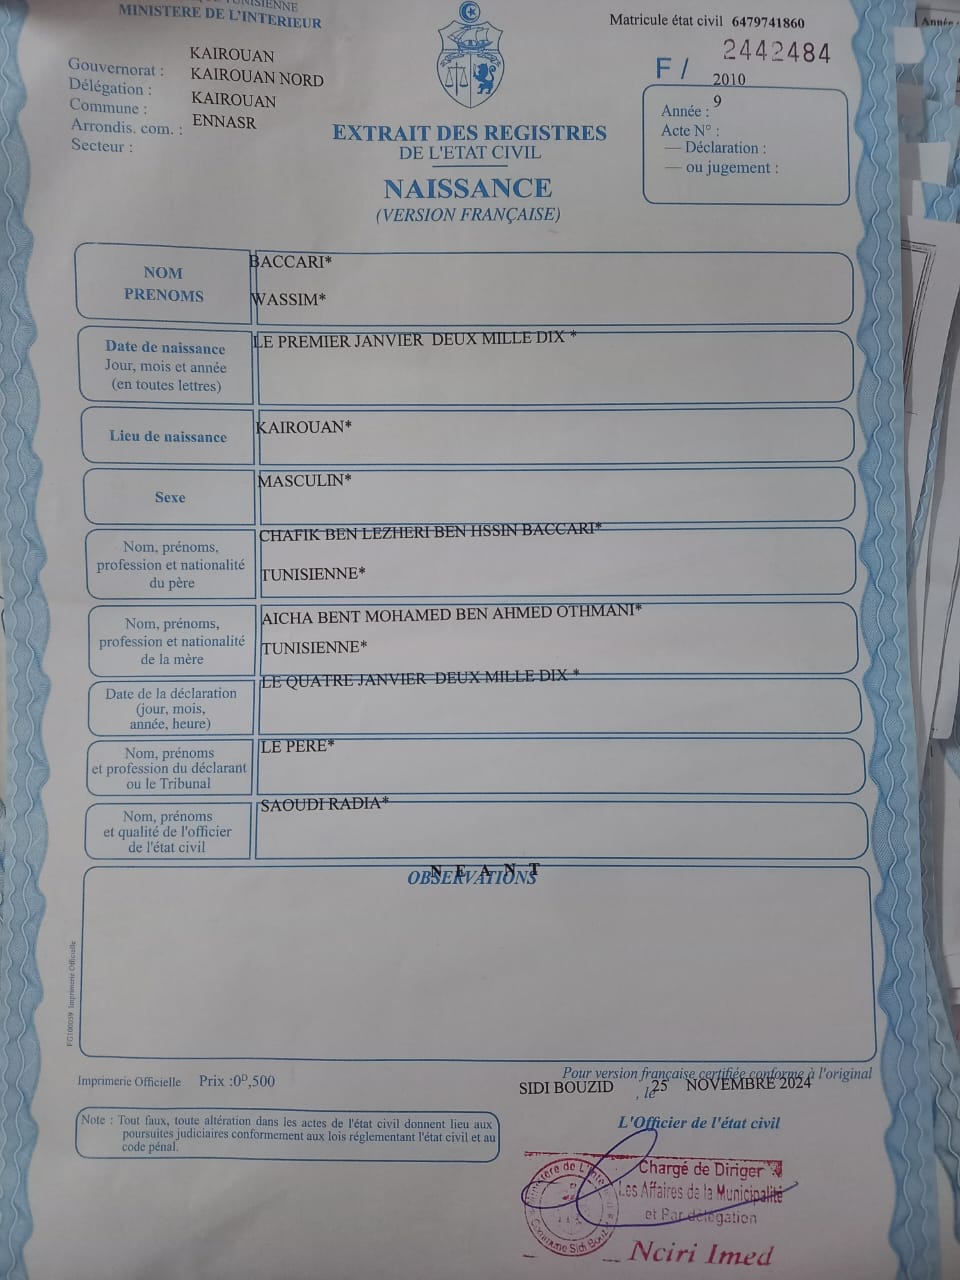 TUNISIENNE
MINISTERE DE L'INTERIEUR
Matricule état civil 6479741860
2442484
F /
2010
Gouvernorat : KAIROUAN
Délégation : KAIROUAN NORD
Commune : KAIROUAN
Arrondis. com. : ENNASR
Secteur :
Année : 9
Acte N° :
— Déclaration :
— ou jugement :
EXTRAIT DES REGISTRES
DE L'ETAT CIVIL
NAISSANCE
(VERSION FRANÇAISE)
NOM
BACCARI*
PRENOMS
WASSIM*
Date de naissance
Jour, mois et année
(en toutes lettres)
LE PREMIER JANVIER DEUX MILLE DIX *
Lieu de naissance
KAIROUAN*
Sexe
MASCULIN*
Nom, prénoms,
profession et nationalité
du père
CHAFIK BEN LEZHERI BEN HSSIN BACCARI*
TUNISIENNE*
Nom, prénoms,
profession et nationalité
de la mère
AICHA BENT MOHAMED BEN AHMED OTHMANI*
TUNISIENNE*
Date de la déclaration
(jour, mois,
année, heure)
LE QUATRE JANVIER DEUX MILLE DIX *
Nom, prénoms
et profession du déclarant
ou le Tribunal
LE PERE*
Nom, prénoms
et qualité de l'officier
de l'état civil
SAOUDI RADIA*
N E A N T
OBSERVATIONS
FG100039 Imprimerie Officielle
Imprimerie Officielle Prix :0ᴰ,500
Pour version française certifiée conforme à l'original
SIDI BOUZID , le 25 NOVEMBRE 2024
L'Officier de l'état civil
Note : Tout faux, toute altération dans les actes de l'état civil donnent lieu aux
poursuites judiciaires conformement aux lois réglementant l'état civil et au
code pénal.
Chargé de Diriger
Les Affaires de la Municipalité
et Par délégation
Nciri Imed
Commune Sidi Bouz
Année